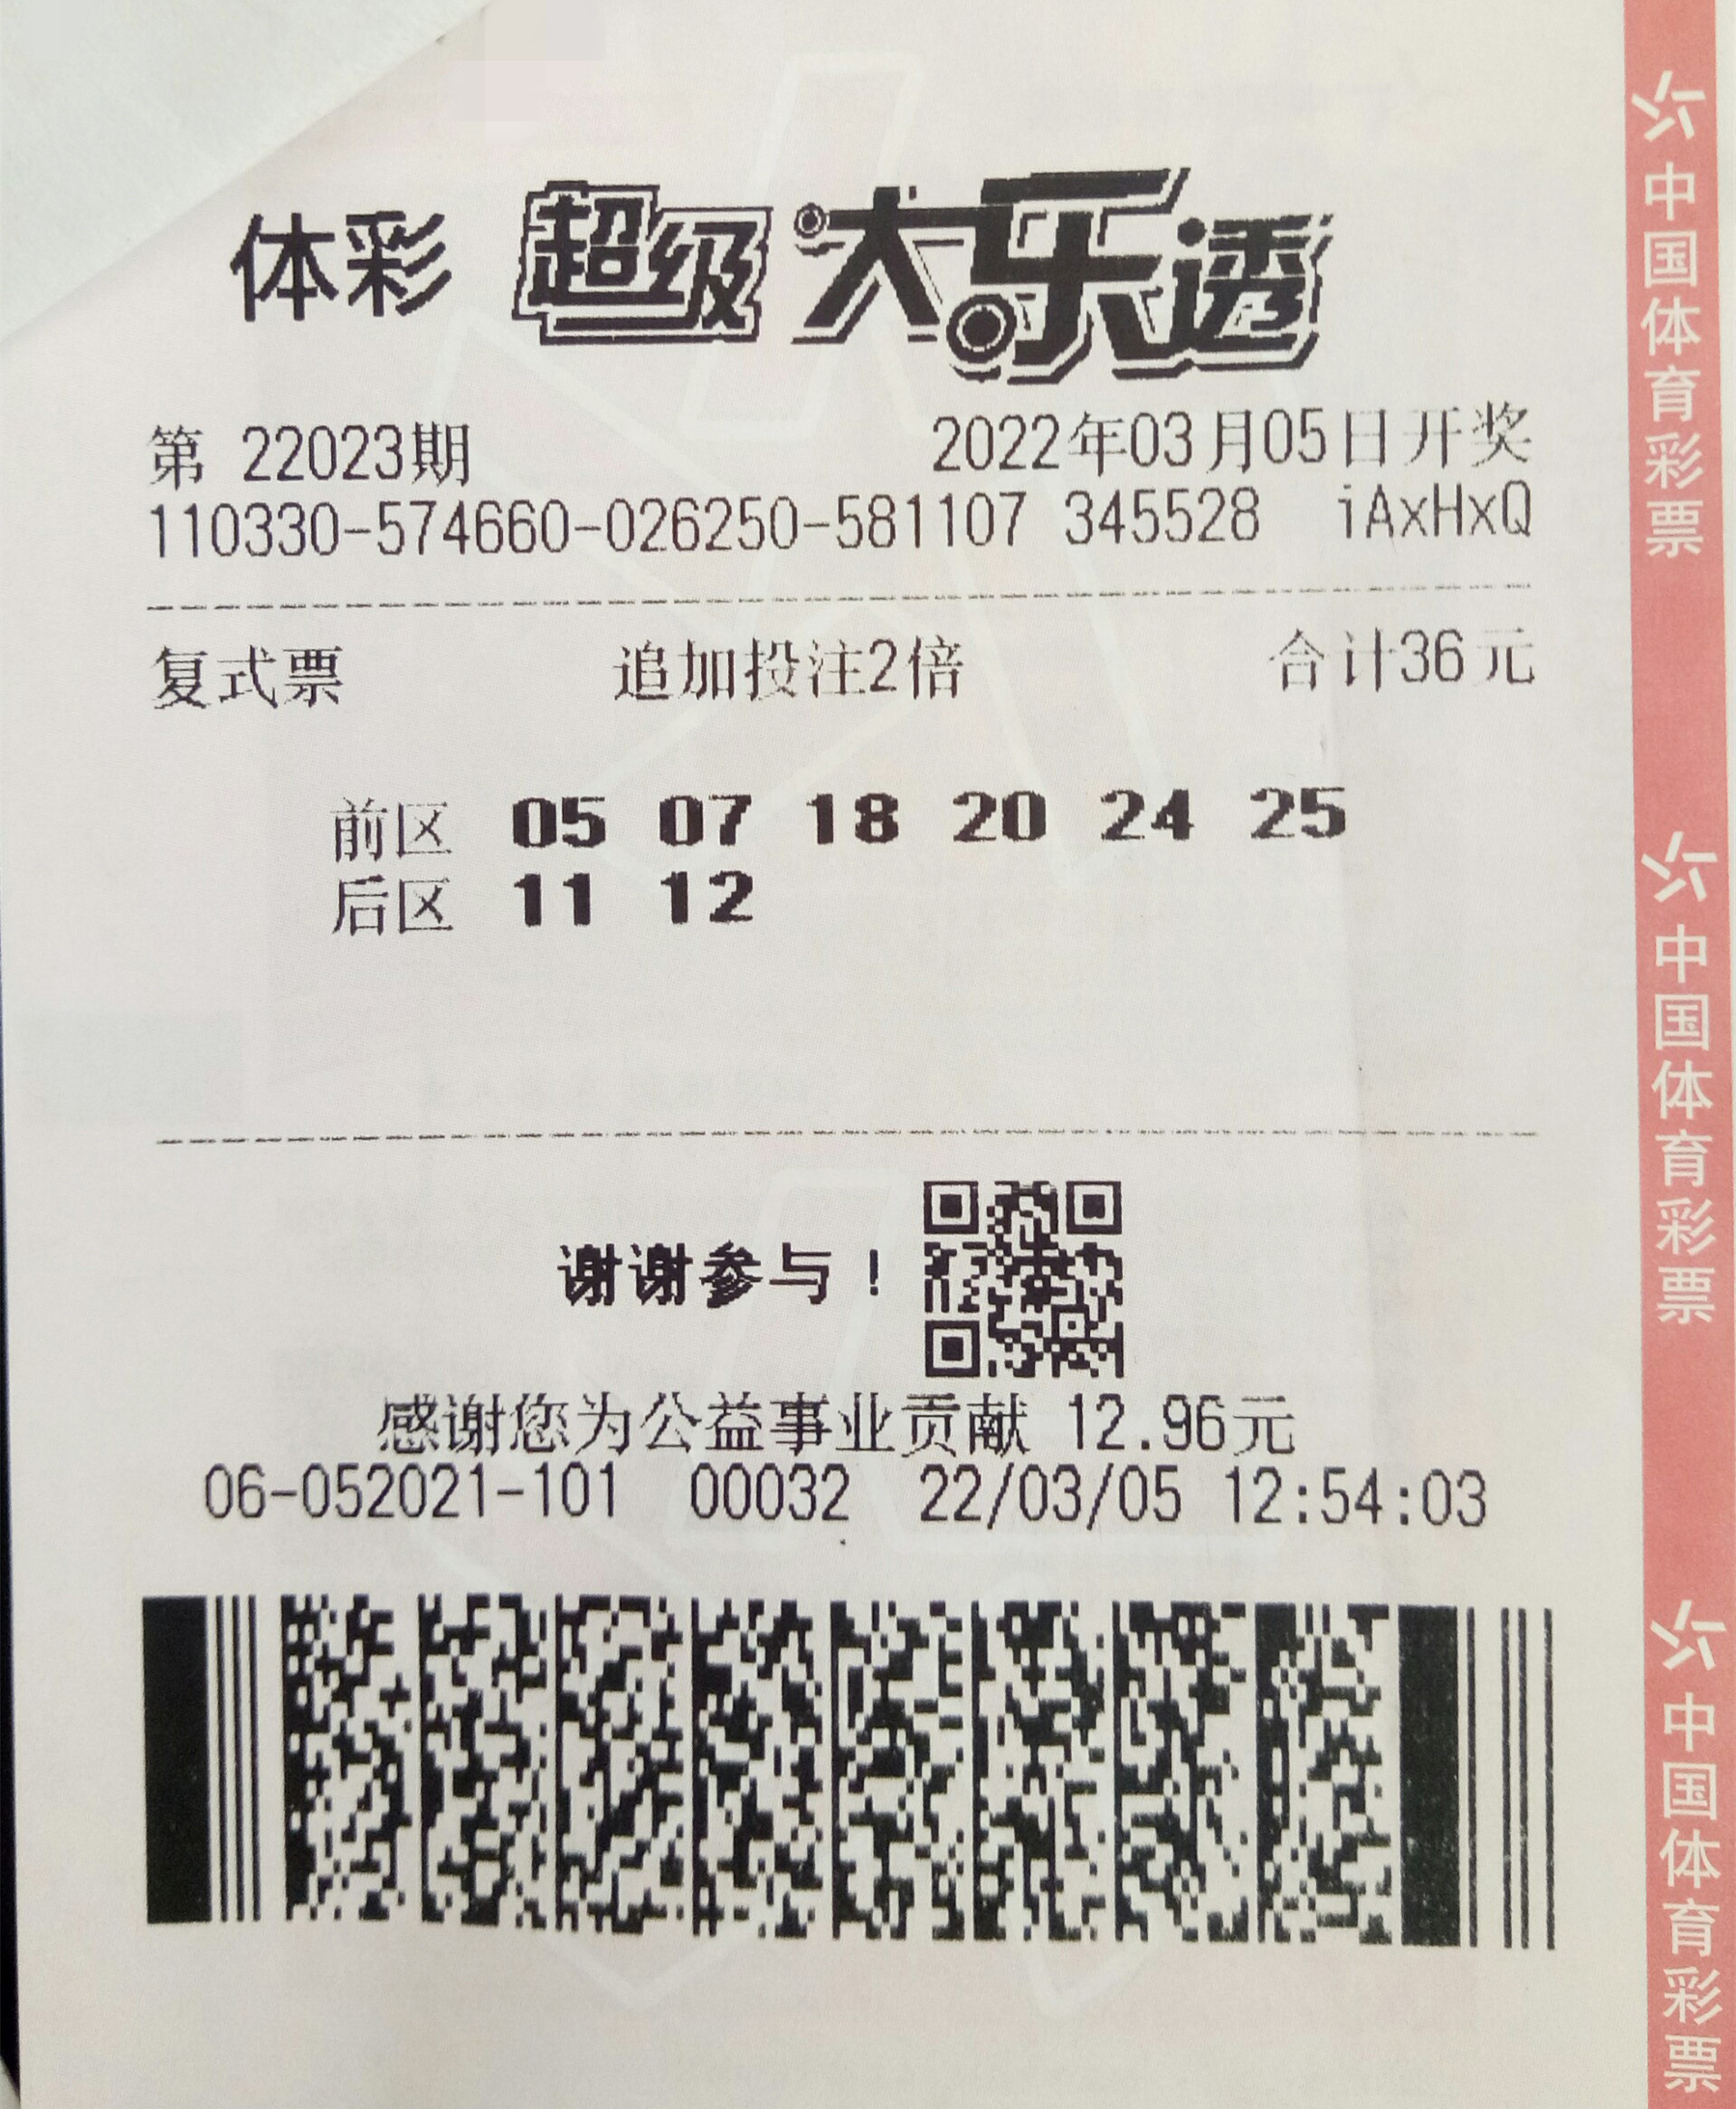 体彩 超级大乐透
第 22023期 2022年03月05日开奖
110330-574660-026250-581107 345528 iAxHxQ
复式票 追加投注2倍 合计36元
前区 05 07 18 20 24 25
后区 11 12
谢谢参与!
感谢您为公益事业贡献 12.96元
06-052021-101 00032 22/03/05 12:54:03
中国体育彩票
中国体育彩票
中国体育彩票